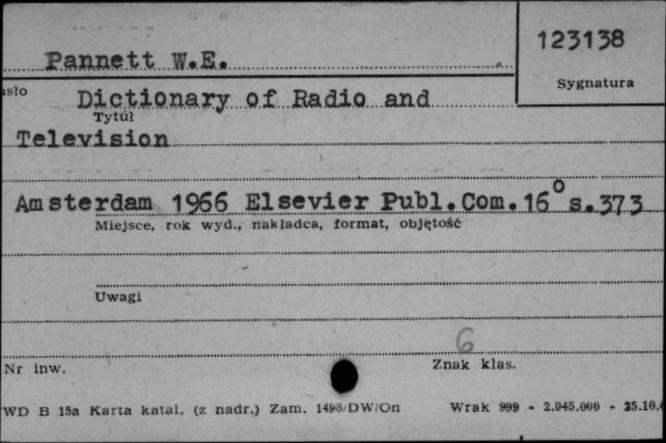 Pannett W.E.
123138
Sygnatura
Dictionary of Radio and
Tytuł
Television
Amsterdam 1966 Elsevier Publ.Com.16° s.373
Miejsce, rok wyd., nakładca, format, objętość
Uwagi
6
Nr inw.
Znak klas.
WD B 15a Karta katal. (z nadr.) Zam. 1498/DW/On Wrak 999 - 2.045.000 - 25.10.